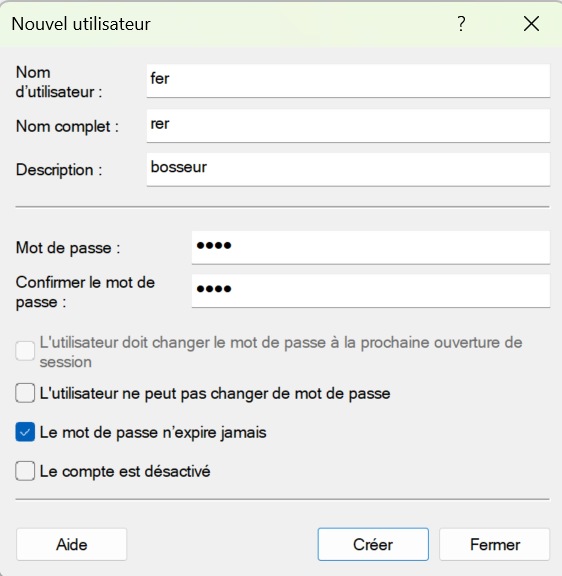 Nouvel utilisateur ?
Nom
d’utilisateur :
fer
Nom complet :
rer
Description :
bosseur
Mot de passe :
••••
Confirmer le mot de
passe :
••••
L'utilisateur doit changer le mot de passe à la prochaine ouverture de
session
L'utilisateur ne peut pas changer de mot de passe
Le mot de passe n’expire jamais
Le compte est désactivé
Aide
Créer
Fermer